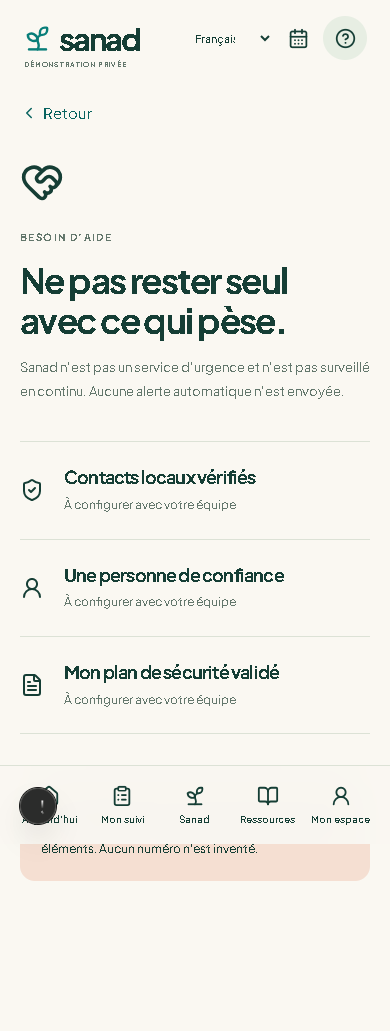 sanad
DÉMONSTRATION PRIVÉE
Français
Retour
BESOIN D'AIDE
Ne pas rester seul
avec ce qui pèse.
Sanad n'est pas un service d'urgence et n'est pas surveillé
en continu. Aucune alerte automatique n'est envoyée.
Contacts locaux vérifiés
À configurer avec votre équipe
Une personne de confiance
À configurer avec votre équipe
Mon plan de sécurité validé
À configurer avec votre équipe
!
Mon suivi
Sanad
Ressources
Mon espace
éléments. Aucun numéro n'est inventé.